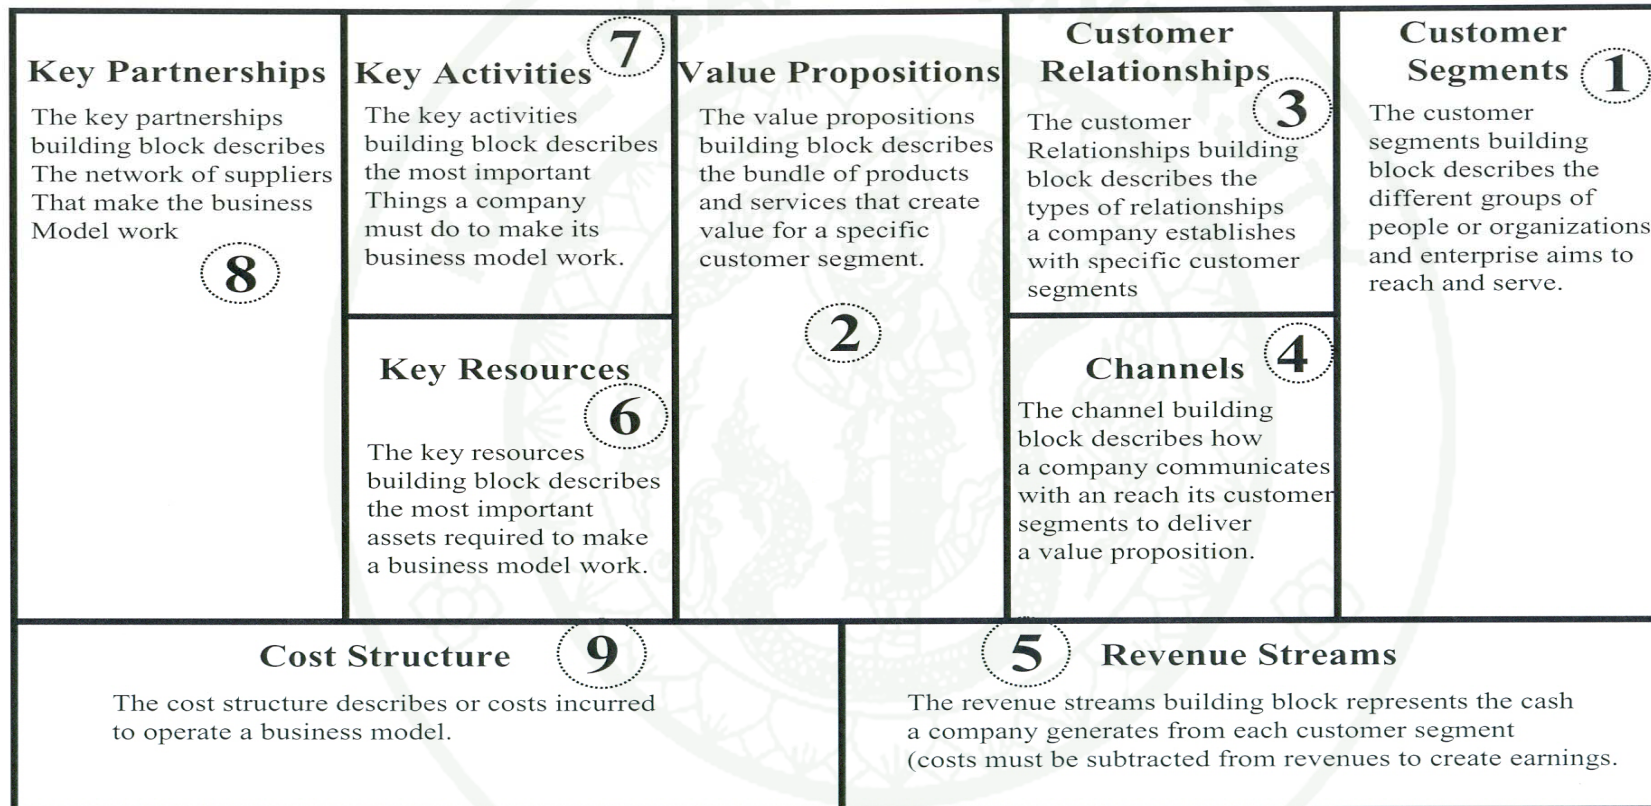 Key Partnerships
The key partnerships
building block describes
The network of suppliers
That make the business
Model work
8
Key Activities
7
The key activities
building block describes
the most important
Things a company
must do to make its
business model work.
Key Resources
6
The key resources
building block describes
the most important
assets required to make
a business model work.
Value Propositions
The value propositions
building block describes
the bundle of products
and services that create
value for a specific
customer segment.
2
Customer
Relationships
3
The customer
Relationships building
block describes the
types of relationships
a company establishes
with specific customer
segments
Channels
4
The channel building
block describes how
a company communicates
with an reach its customer
segments to deliver
a value proposition.
Customer
Segments
1
The customer
segments building
block describes the
different groups of
people or organizations
and enterprise aims to
reach and serve.
Cost Structure
9
The cost structure describes or costs incurred
to operate a business model.
5
Revenue Streams
The revenue streams building block represents the cash
a company generates from each customer segment
(costs must be subtracted from revenues to create earnings.